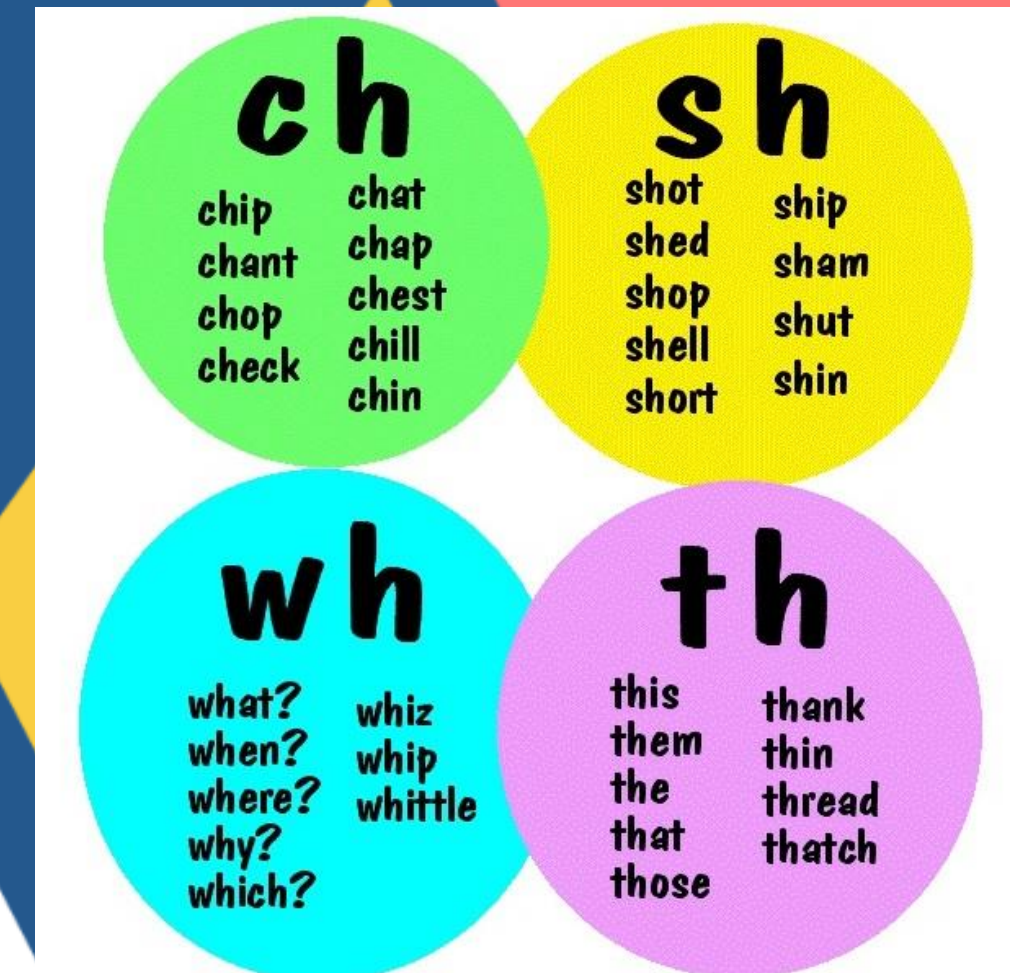 ch
chip
chant
chop
check
chat
chap
chest
chill
chin
sh
shot
shed
shop
shell
short
ship
sham
shut
shin
wh
what?
when?
where?
why?
which?
whiz
whip
whittle
th
this
them
the
that
those
thank
thin
thread
thatch